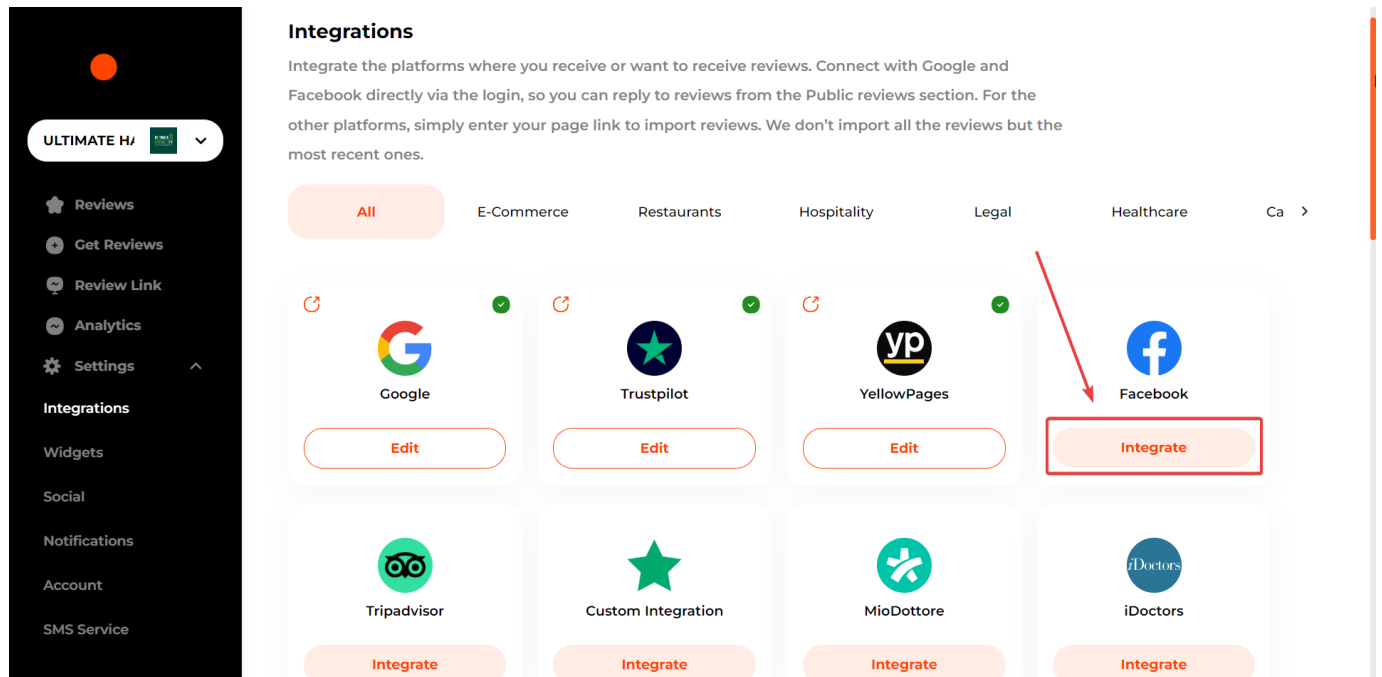 Integrations
Integrate the platforms where you receive or want to receive reviews. Connect with Google and
Facebook directly via the login, so you can reply to reviews from the Public reviews section. For the
other platforms, simply enter your page link to import reviews. We don't import all the reviews but the
most recent ones.
ULTIMATE HA
Reviews
Get Reviews
Review Link
Analytics
Settings
Integrations
Widgets
Social
Notifications
Account
SMS Service
All E-Commerce Restaurants Hospitality Legal Healthcare Ca
Google Trustpilot YellowPages Facebook
Edit Edit Edit Integrate
Tripadvisor Custom Integration MioDottore iDoctors
Integrate Integrate Integrate Integrate
yp
iDoctors